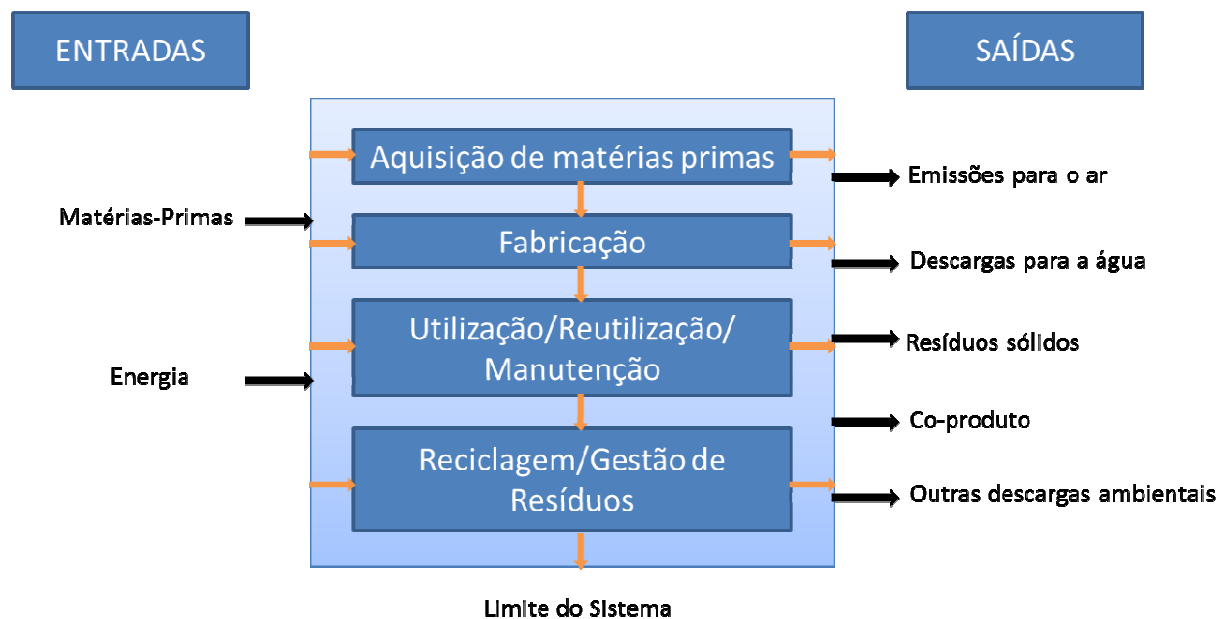 ENTRADAS
SAÍDAS
Aquisição de matérias primas
Emissões para o ar
Matérias-Primas
Fabricação
Descargas para a água
Utilização/Reutilização/
Manutenção
Resíduos sólidos
Energia
Co-produto
Reciclagem/Gestão de
Resíduos
Outras descargas ambientais
Limite do Sistema